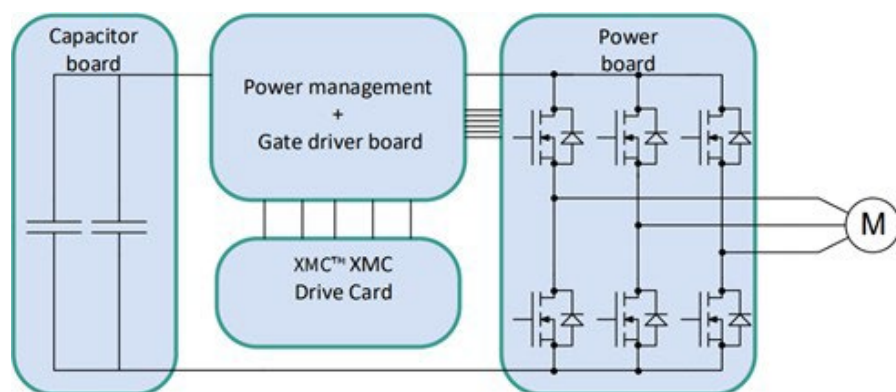 Capacitor
board
Power management
+
Gate driver board
Power
board
XMC™ XMC
Drive Card
M